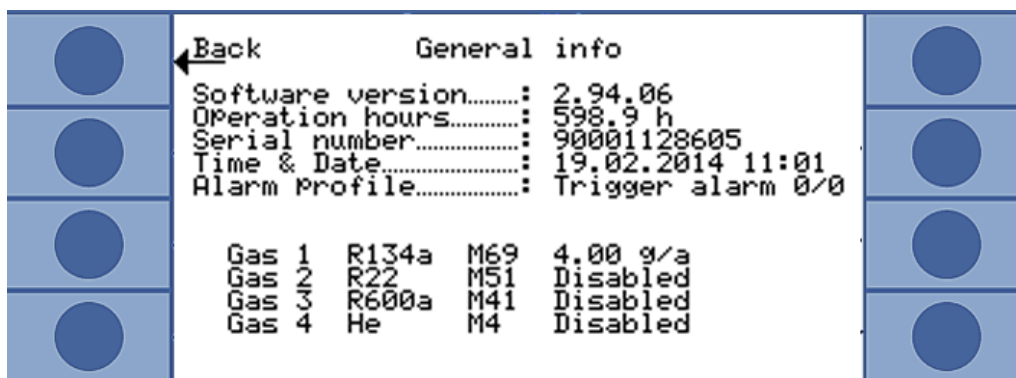 Back General info
Software version........: 2.94.06
Operation hours.........: 598.9 h
Serial number.............: 90001128605
Time & Date................: 19.02.2014 11:01
Alarm Profile.............: Trigger alarm 0/0
Gas 1 R134a M69 4.00 g/a
Gas 2 R22 M51 Disabled
Gas 3 R600a M41 Disabled
Gas 4 He M4 Disabled